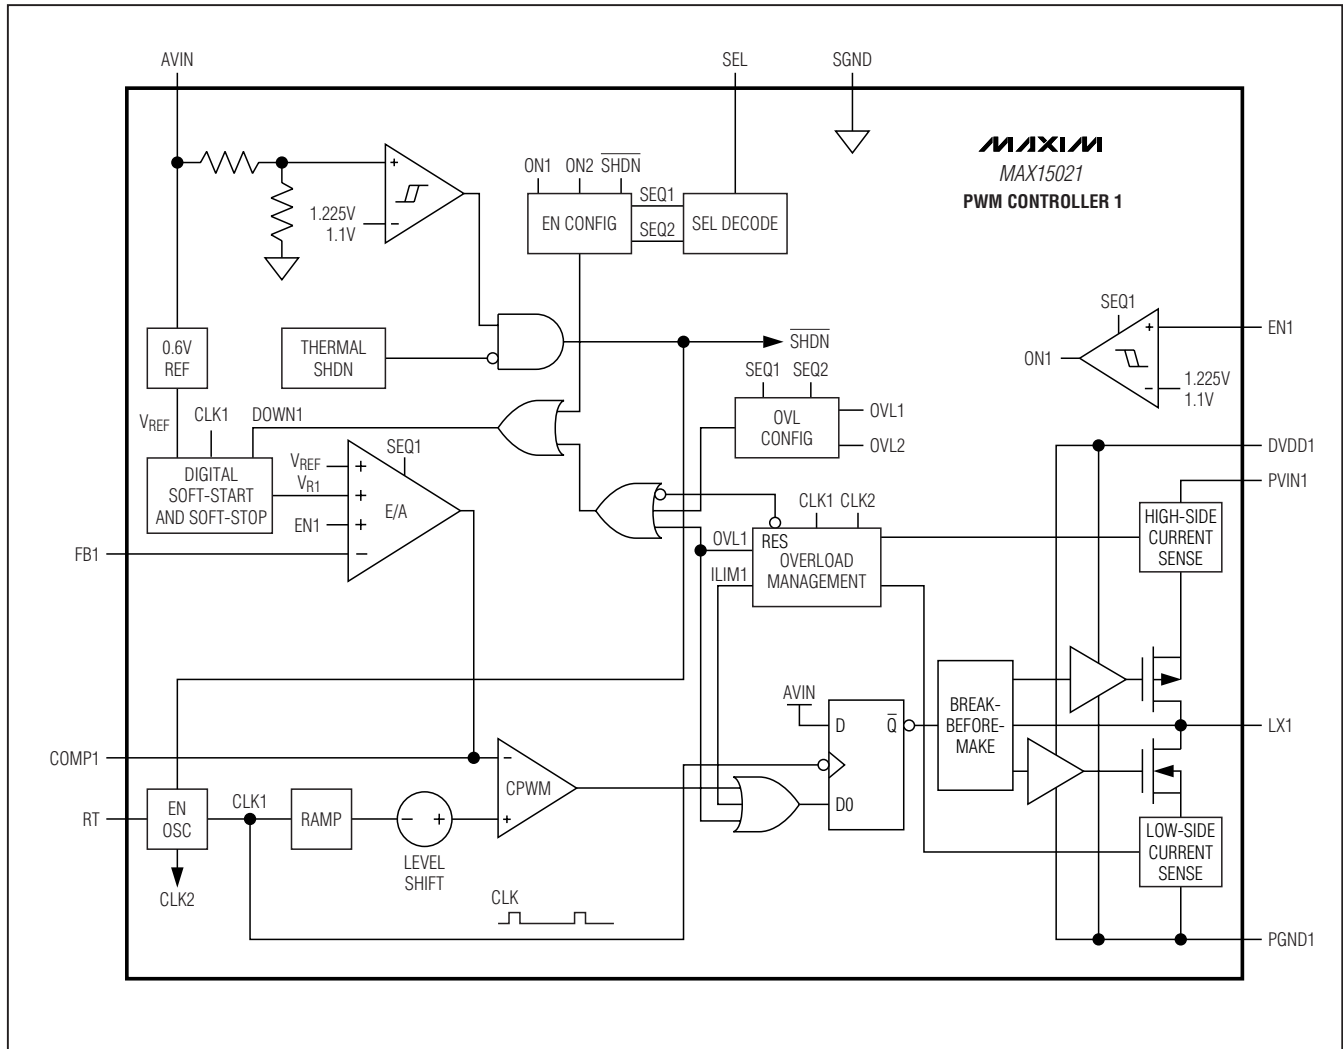 AVIN
SEL
SGND
MAXIM
MAX15021
PWM CONTROLLER 1
ON1
ON2
SHDN
SEQ1
SEQ2
EN CONFIG
SEL DECODE
+
1.225V
1.1V
−
0.6V
REF
THERMAL
SHDN
SHDN
SEQ1
+
EN1
ON1
−
1.225V
1.1V
SEQ1
SEQ2
OVL
CONFIG
OVL1
OVL2
VREF
CLK1
DOWN1
DIGITAL
SOFT-START
AND SOFT-STOP
SEQ1
VREF
+
VR1
+
E/A
EN1
+
−
FB1
DVDD1
PVIN1
HIGH-SIDE
CURRENT
SENSE
CLK1
CLK2
OVL1
RES
OVERLOAD
MANAGEMENT
ILIM1
AVIN
D
Q
D0
BREAK-
BEFORE-
MAKE
LX1
COMP1
−
CPWM
+
RT
EN
OSC
CLK1
RAMP
−
+
LEVEL
SHIFT
CLK2
CLK
LOW-SIDE
CURRENT
SENSE
PGND1